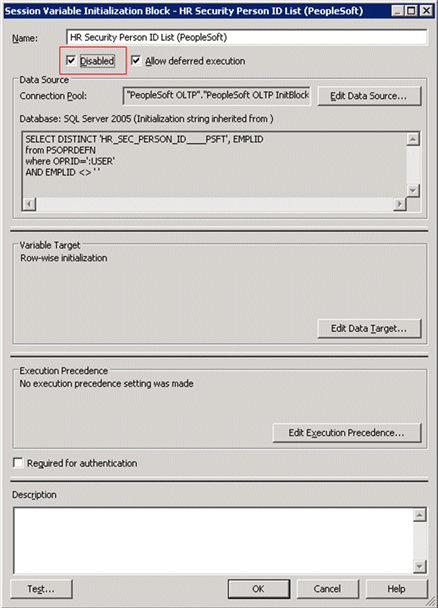 Session Variable Initialization Block - HR Security Person ID List (PeopleSoft)
Name: HR Security Person ID List (PeopleSoft)
Disabled Allow deferred execution
Data Source
Connection Pool: "PeopleSoft OLTP"."PeopleSoft OLTP InitBlock Edit Data Source...
Database: SQL Server 2005 (Initialization string inherited from )
SELECT DISTINCT 'HR_SEC_PERSON_ID____PSFT', EMPLID
from PSOPRDEFN
where OPRID=':USER'
AND EMPLID <> ' '
Variable Target
Row-wise initialization
Edit Data Target...
Execution Precedence
No execution precedence setting was made
Edit Execution Precedence...
Required for authentication
Description
Test... OK Cancel Help